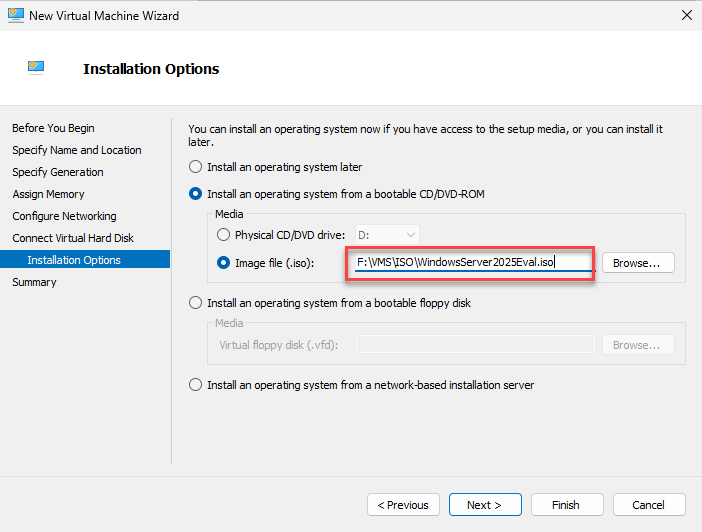 New Virtual Machine Wizard
Installation Options
Before You Begin
Specify Name and Location
Specify Generation
Assign Memory
Configure Networking
Connect Virtual Hard Disk
Installation Options
Summary
You can install an operating system now if you have access to the setup media, or you can install it
later.
Install an operating system later
Install an operating system from a bootable CD/DVD-ROM
Media
Physical CD/DVD drive: D:
Image file (.iso): F:\VMS\ISO\WindowsServer2025Eval.iso Browse...
Install an operating system from a bootable floppy disk
Media
Virtual floppy disk (.vfd): Browse...
Install an operating system from a network-based installation server
< Previous Next > Finish Cancel